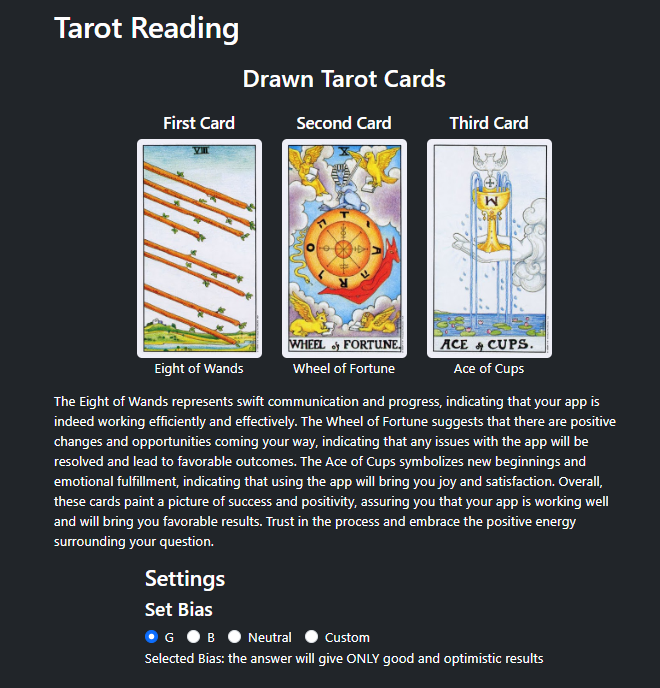 Tarot Reading
Drawn Tarot Cards
First Card Second Card Third Card
VIII
X
WHEEL of FORTUNE.
ACE of CUPS.
Eight of Wands Wheel of Fortune Ace of Cups
The Eight of Wands represents swift communication and progress, indicating that your app is
indeed working efficiently and effectively. The Wheel of Fortune suggests that there are positive
changes and opportunities coming your way, indicating that any issues with the app will be
resolved and lead to favorable outcomes. The Ace of Cups symbolizes new beginnings and
emotional fulfillment, indicating that using the app will bring you joy and satisfaction. Overall,
these cards paint a picture of success and positivity, assuring you that your app is working well
and will bring you favorable results. Trust in the process and embrace the positive energy
surrounding your question.
Settings
Set Bias
G B Neutral Custom
Selected Bias: the answer will give ONLY good and optimistic results